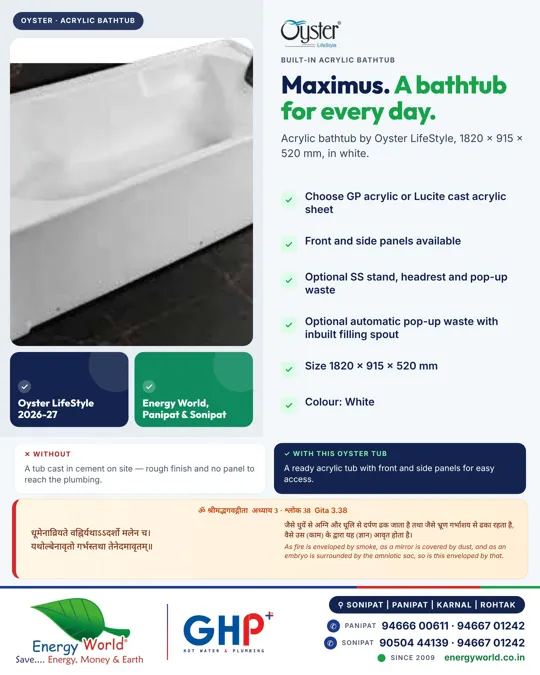 OYSTER · ACRYLIC BATHTUB
Oyster®
LifeStyle
BUILT-IN ACRYLIC BATHTUB
Maximus. A bathtub
for every day.
Acrylic bathtub by Oyster LifeStyle, 1820 × 915 ×
520 mm, in white.
Choose GP acrylic or Lucite cast acrylic
sheet
Front and side panels available
Optional SS stand, headrest and pop-up
waste
Optional automatic pop-up waste with
inbuilt filling spout
Size 1820 × 915 × 520 mm
Colour: White
Oyster LifeStyle
2026-27
Energy World,
Panipat & Sonipat
✕ WITHOUT
A tub cast in cement on site — rough finish and no panel to
reach the plumbing.
✓ WITH THIS OYSTER TUB
A ready acrylic tub with front and side panels for easy
access.
ॐ श्रीमद्भगवद्गीता अध्याय 3 · श्लोक 38 Gita 3.38
धूमेनाव्रियते वह्निर्यथाऽऽदर्शो मलेन च।
यथोल्बेनावृतो गर्भस्तथा तेनेदमावृतम्॥
जैसे धुयें से अग्नि और धूलि से दर्पण ढक जाता है तथा जैसे भ्रूण गर्भाशय से ढका रहता है,
वैसे उस (काम) के द्वारा यह (ज्ञान) आवृत होता है।
As fire is enveloped by smoke, as a mirror is covered by dust, and as an
embryo is surrounded by the amniotic sac, so is this enveloped by that.
Energy World
Save.... Energy, Money & Earth
GHP+
HOT WATER & PLUMBING
SONIPAT | PANIPAT | KARNAL | ROHTAK
PANIPAT 94666 00611 · 94667 01242
SONIPAT 90504 44139 · 94667 01242
SINCE 2009 energyworld.co.in